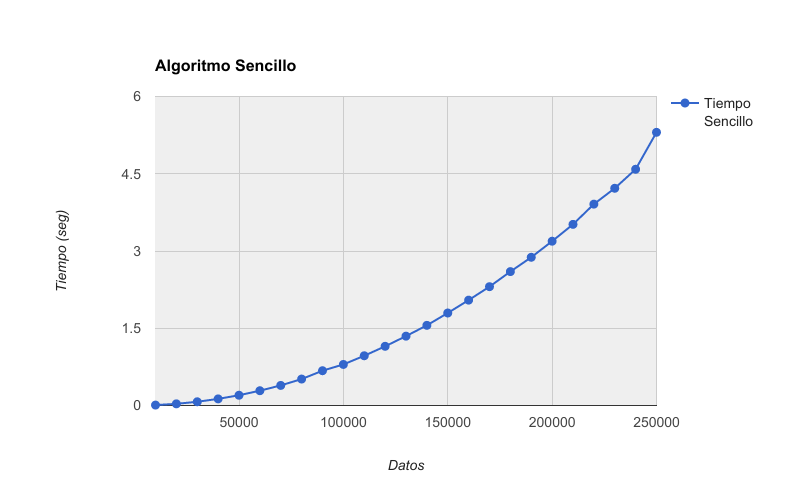 Algoritmo Sencillo
Tiempo
Sencillo
6
4.5
3
1.5
0
Tiempo (seg)
50000
100000
150000
200000
250000
Datos